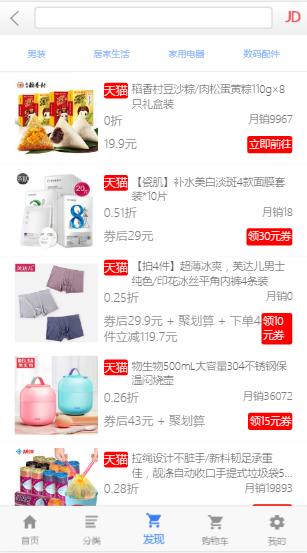 JD
男装 居家生活 家用电器 数码配件
天猫 稻香村豆沙粽/肉松蛋黄粽110g×8
只礼盒装
0折 月销9967
19.9元 立即前往
天猫 【瓷肌】补水美白淡斑4款面膜套
装*10片
0.51折 月销18
券后29元 领30元券
天猫 【拍4件】超薄冰爽，芙达儿男士
纯色/印花冰丝平角内裤4条装
0.25折 月销0
券后29.9元 + 聚划算 + 下单4
件立减119.7元
领10
元券
天猫 物生物500mL大容量304不锈钢保
温闷烧壶
0.26折 月销36072
券后43元 + 聚划算 领15元券
天猫 拉绳设计不脏手/新料韧足承重
佳，靓涤自动收口手提式垃圾袋5...
0.28折 月销19893
首页 分类 发现 购物车 我的